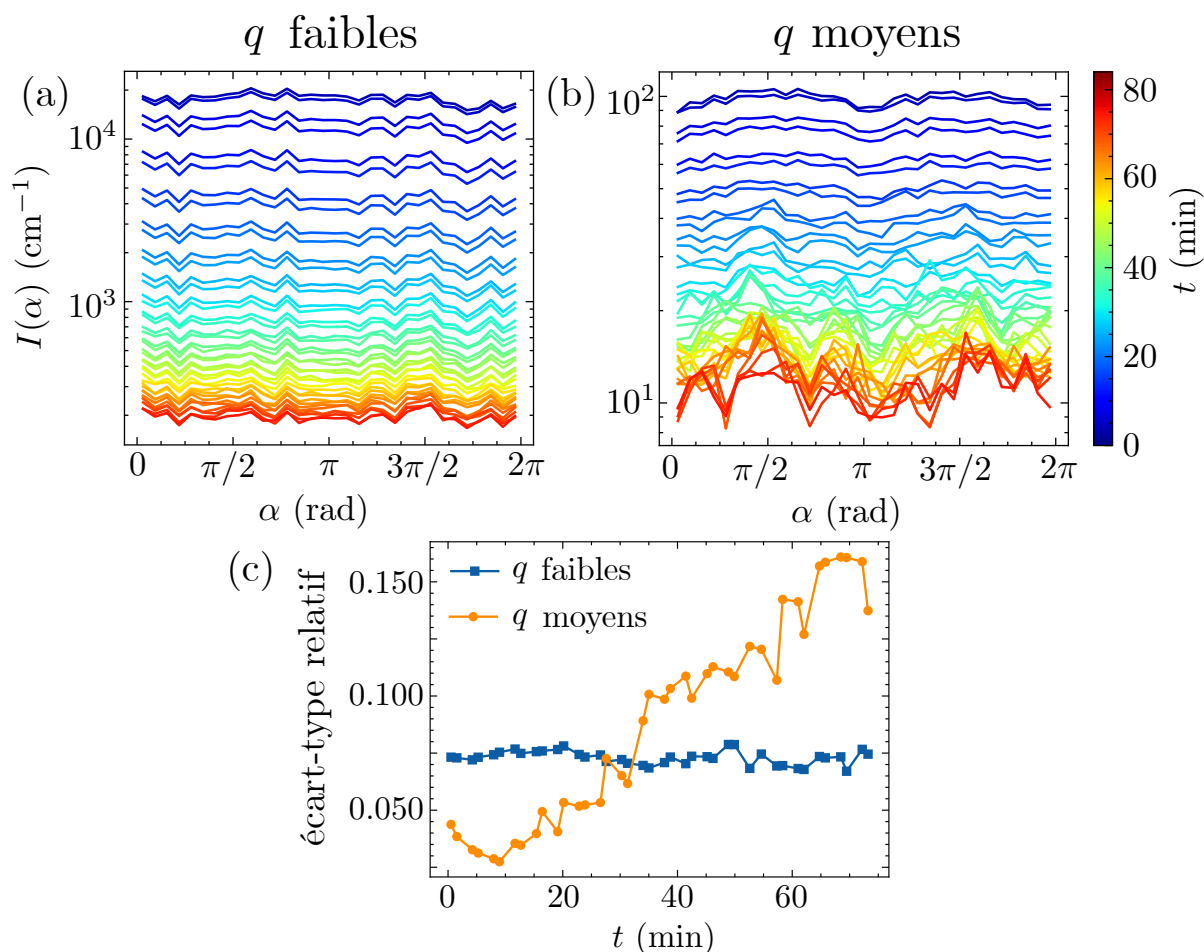 q faibles
q moyens
(a)
(b)
I(α) (cm⁻¹)
10⁴
10³
0 π/2 π 3π/2 2π
α (rad)
10²
10¹
0 π/2 π 3π/2 2π
α (rad)
80
60
40
20
0
t (min)
(c)
écart-type relatif
0.150
0.100
0.050
q faibles
q moyens
0 20 40 60
t (min)